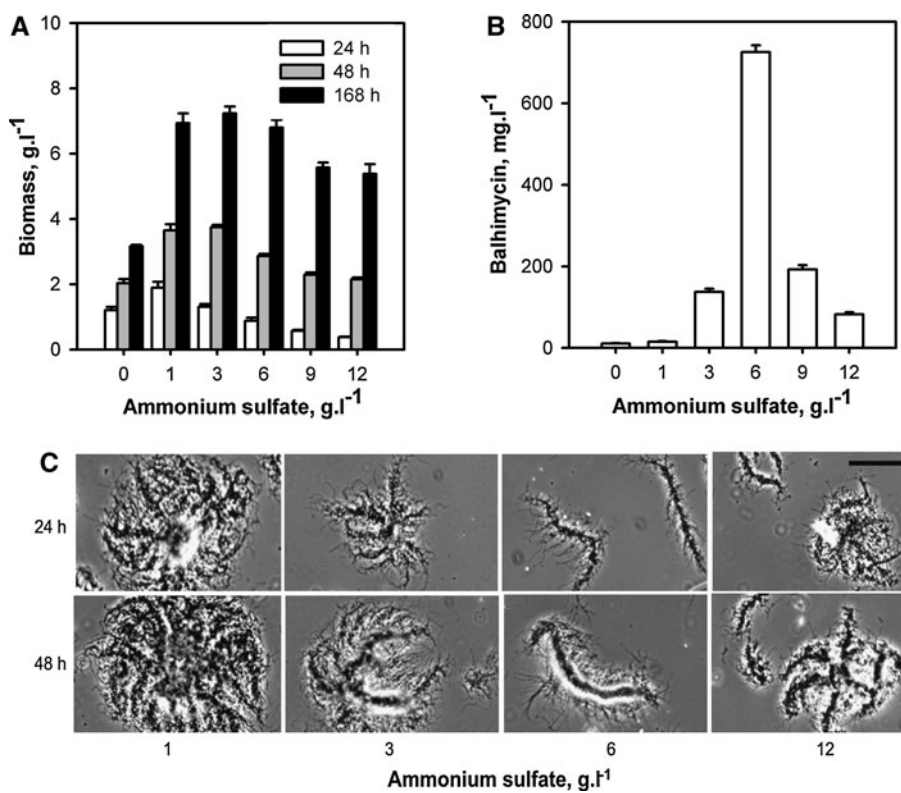 A
Biomass, g.l⁻¹
10
8
6
4
2
0
24 h
48 h
168 h
0 1 3 6 9 12
Ammonium sulfate, g.l⁻¹
B
Balhimycin, mg.l⁻¹
800
600
400
200
0
0 1 3 6 9 12
Ammonium sulfate, g.l⁻¹
C
24 h
48 h
1 3 6 12
Ammonium sulfate, g.l⁻¹